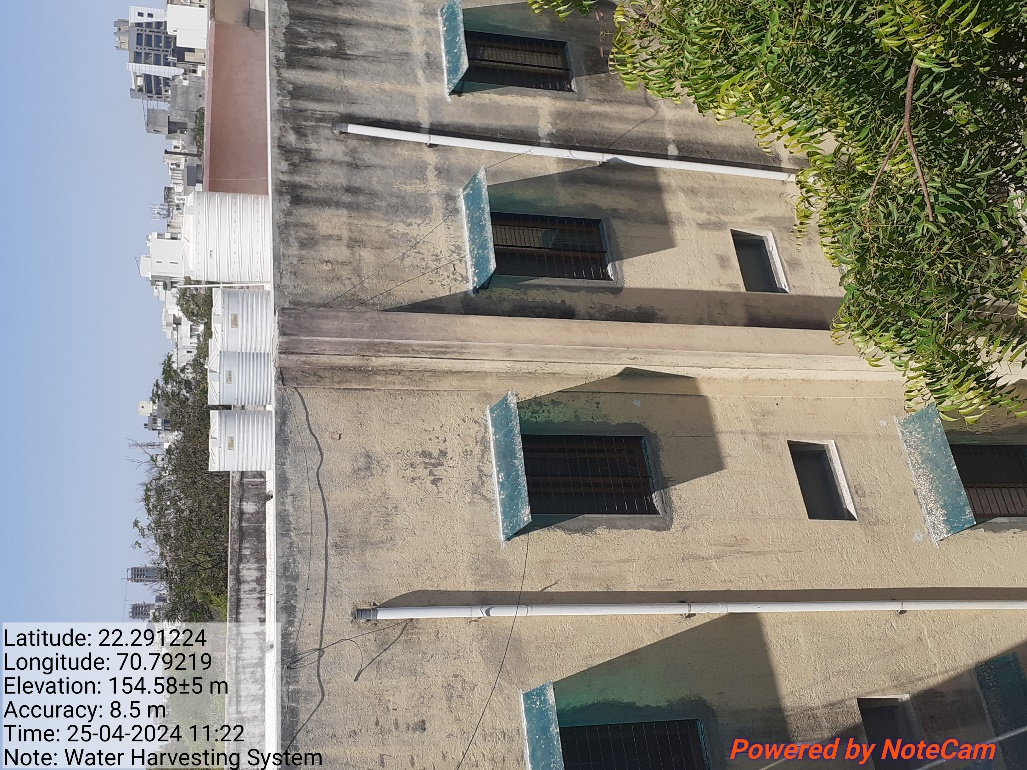 Latitude: 22.291224
Longitude: 70.79219
Elevation: 154.58±5 m
Accuracy: 8.5 m
Time: 25-04-2024 11:22
Note: Water Harvesting System
Powered by NoteCam